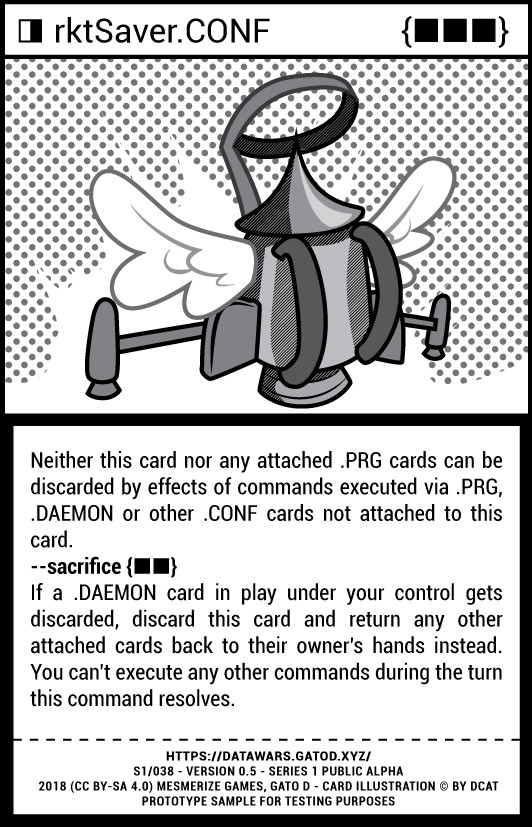 rktSaver.CONF {■■■}
Neither this card nor any attached .PRG cards can be
discarded by effects of commands executed via .PRG,
.DAEMON or other .CONF cards not attached to this
card.
--sacrifice {■■}
If a .DAEMON card in play under your control gets
discarded, discard this card and return any other
attached cards back to their owner's hands instead.
You can't execute any other commands during the turn
this command resolves.
HTTPS://DATAWARS.GATOD.XYZ/
S1/038 - VERSION 0.5 - SERIES 1 PUBLIC ALPHA
2018 (CC BY-SA 4.0) MESMERIZE GAMES, GATO D - CARD ILLUSTRATION © BY DCAT
PROTOTYPE SAMPLE FOR TESTING PURPOSES